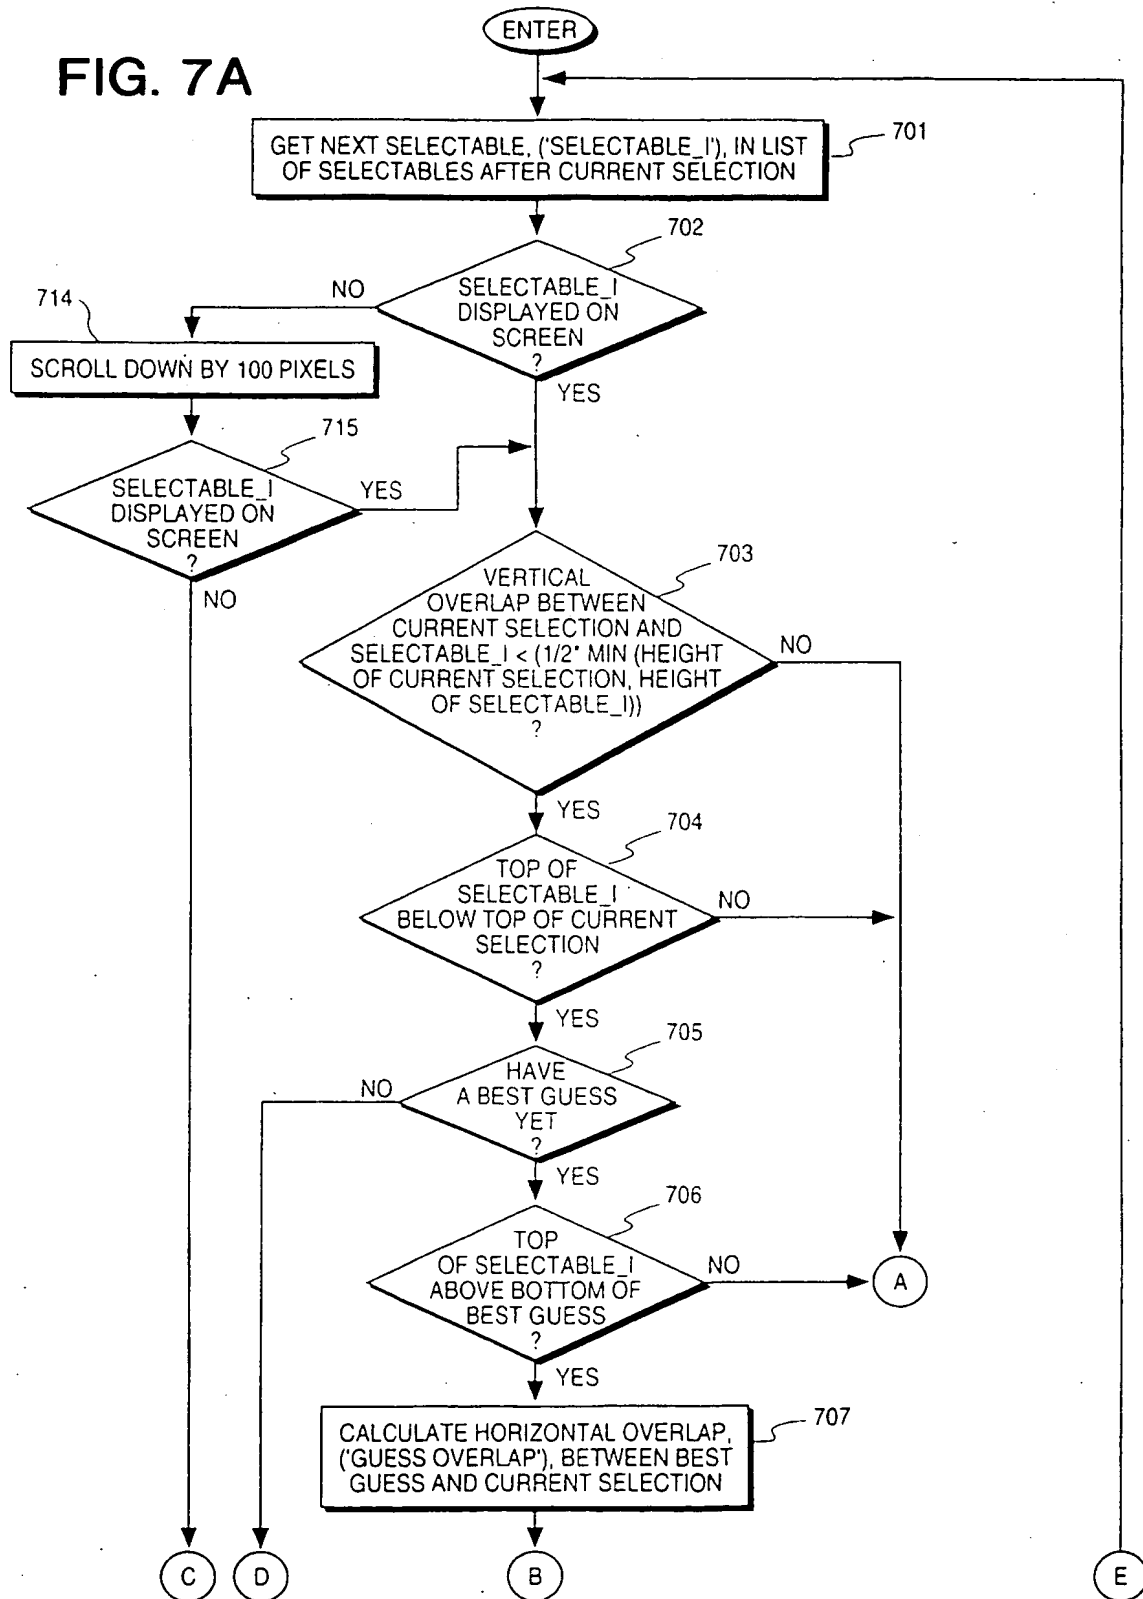 ENTER
FIG. 7A
GET NEXT SELECTABLE, ('SELECTABLE_I'), IN LIST
OF SELECTABLES AFTER CURRENT SELECTION
701
702
SELECTABLE_I
DISPLAYED ON
SCREEN
?
NO
YES
714
SCROLL DOWN BY 100 PIXELS
715
SELECTABLE_I
DISPLAYED ON
SCREEN
?
YES
NO
703
VERTICAL
OVERLAP BETWEEN
CURRENT SELECTION AND
SELECTABLE_I < (1/2* MIN (HEIGHT
OF CURRENT SELECTION, HEIGHT
OF SELECTABLE_I))
?
NO
YES
704
TOP OF
SELECTABLE_I
BELOW TOP OF CURRENT
SELECTION
?
NO
YES
705
HAVE
A BEST GUESS
YET
?
NO
YES
706
TOP
OF SELECTABLE_I
ABOVE BOTTOM OF
BEST GUESS
?
NO
A
YES
707
CALCULATE HORIZONTAL OVERLAP,
('GUESS OVERLAP'), BETWEEN BEST
GUESS AND CURRENT SELECTION
C
D
B
E